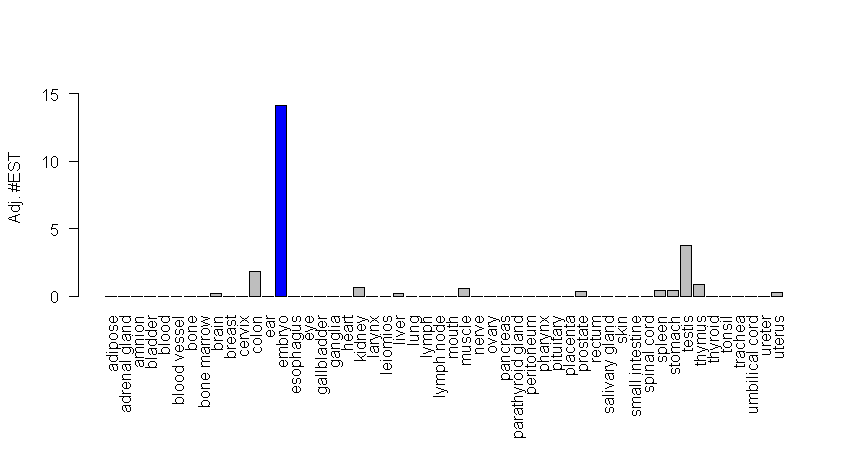 15
10
5
0
Adj. #EST
adipose
adrenal gland
amnion
bladder
blood
blood vessel
bone
bone marrow
brain
breast
cervix
colon
ear
embryo
esophagus
eye
gallbladder
ganglia
heart
kidney
larynx
leiomios
liver
lung
lymph
lymph node
mouth
muscle
nerve
ovary
pancreas
parathyroid gland
peritoneum
pharynx
pituitary
placenta
prostate
rectum
salivary gland
skin
small intestine
spinal cord
spleen
stomach
testis
thymus
thyroid
tonsil
trachea
umbilical cord
ureter
uterus